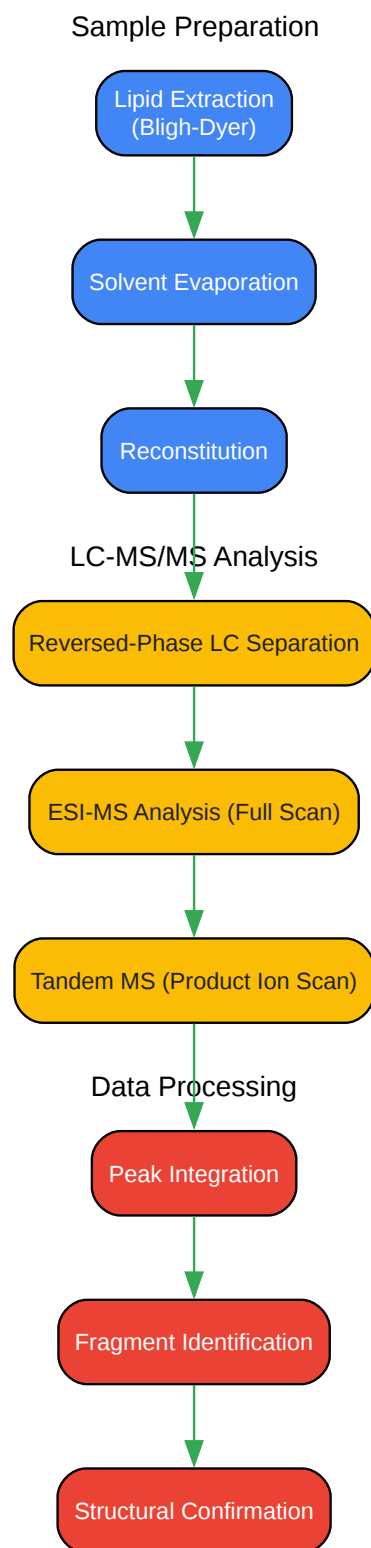 Sample Preparation
Lipid Extraction
(Bligh-Dyer)
Solvent Evaporation
Reconstitution
LC-MS/MS Analysis
Reversed-Phase LC Separation
ESI-MS Analysis (Full Scan)
Tandem MS (Product Ion Scan)
Data Processing
Peak Integration
Fragment Identification
Structural Confirmation